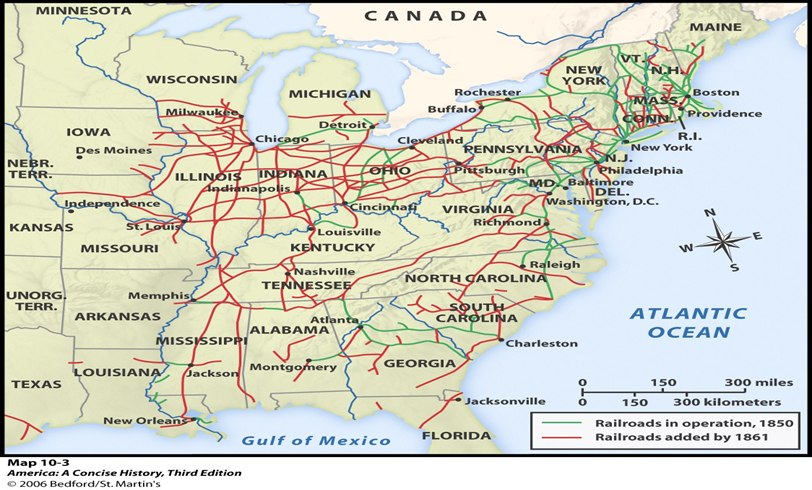 MINNESOTA
CANADA
MAINE
WISCONSIN
MICHIGAN
VT.
N.H.
NEW
YORK
Rochester
Buffalo
MASS.
Boston
Milwaukee
Detroit
CONN.
Providence
R.I.
IOWA
Des Moines
Chicago
Cleveland
PENNSYLVANIA
New York
NEBR.
TERR.
ILLINOIS
INDIANA
OHIO
Pittsburgh
N.J.
Philadelphia
Indianapolis
MD.
Baltimore
DEL.
Washington, D.C.
Independence
Cincinnati
VIRGINIA
KANSAS
St. Louis
Louisville
Richmond
MISSOURI
KENTUCKY
N
W
E
S
Nashville
Raleigh
UNORG.
TERR.
Memphis
TENNESSEE
NORTH CAROLINA
ARKANSAS
SOUTH
CAROLINA
ATLANTIC
OCEAN
Atlanta
ALABAMA
MISSISSIPPI
Charleston
LOUISIANA
Jackson
Montgomery
GEORGIA
TEXAS
0 150 300 miles
0 150 300 kilometers
Jacksonville
New Orleans
Railroads in operation, 1850
Railroads added by 1861
Gulf of Mexico
FLORIDA
Map 10-3
America: A Concise History, Third Edition
© 2006 Bedford/St. Martin's